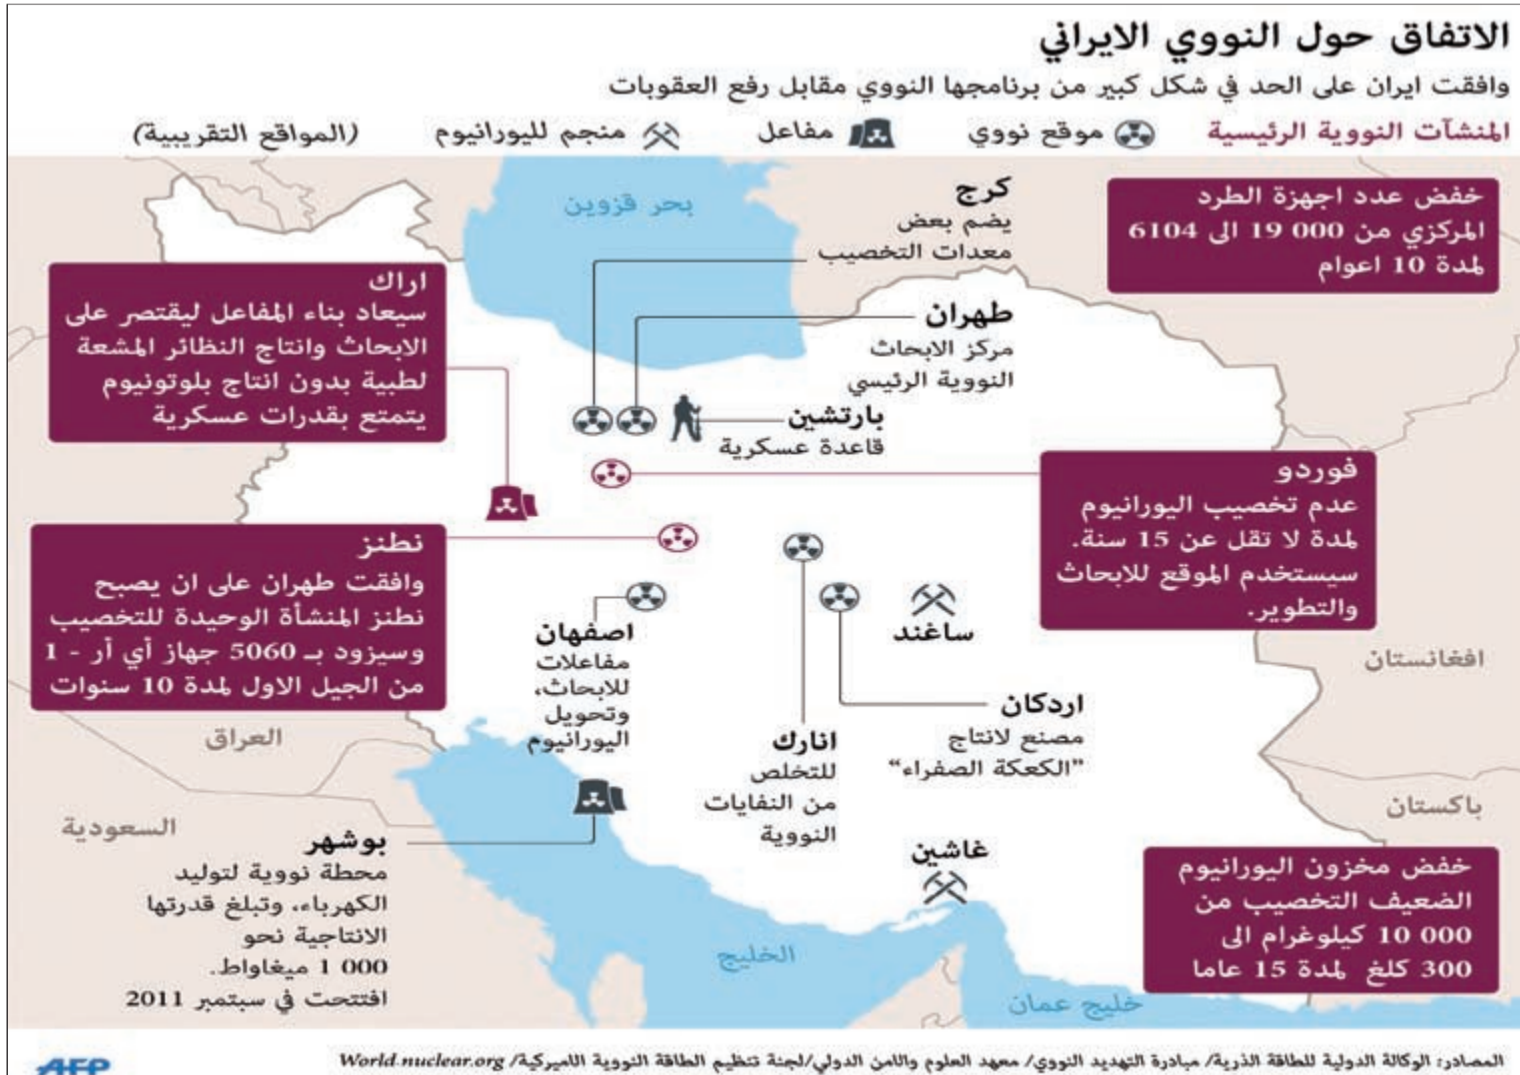 الاتفاق حول النووي الايراني
وافقت ايران على الحد في شكل كبير من برنامجها النووي مقابل رفع العقوبات
المنشآت النووية الرئيسية
موقع نووي
مفاعل
منجم لليورانيوم
(المواقع التقريبية)
خفض عدد اجهزة الطرد
المركزي من 000 19 الى 6104
لمدة 10 اعوام
بحر قزوين
كرج
يضم بعض
معدات التخصيب
طهران
مركز الابحاث
النووية الرئيسي
بارتشين
قاعدة عسكرية
اراك
سيعاد بناء المفاعل ليقتصر على
الابحاث وانتاج النظائر المشعة
لطبية بدون انتاج بلوتونيوم
يتمتع بقدرات عسكرية
فوردو
عدم تخصيب اليورانيوم
لمدة لا تقل عن 15 سنة.
سيستخدم الموقع للابحاث
والتطوير.
نطنز
وافقت طهران على ان يصبح
نطنز المنشأة الوحيدة للتخصيب
وسيزود بـ 5060 جهاز أي أر - 1
من الجيل الاول لمدة 10 سنوات
اصفهان
مفاعلات
للابحاث،
وتحويل
اليورانيوم
ساغند
اردكان
مصنع لانتاج
"الكعكة الصفراء"
انارك
للتخلص
من النفايات
النووية
افغانستان
باكستان
العراق
السعودية
بوشهر
محطة نووية لتوليد
الكهرباء، وتبلغ قدرتها
الانتاجية نحو
000 1 ميغاواط.
افتتحت في سبتمبر 2011
غاشين
خفض مخزون اليورانيوم
الضعيف التخصيب من
000 10 كيلوغرام الى
300 كلغ لمدة 15 عاما
الخليج
خليج عمان
المصادر: الوكالة الدولية للطاقة الذرية/ مبادرة التهديد النووي/ معهد العلوم والامن الدولي/لجنة تنظيم الطاقة النووية الاميركية/ World nuclear.org
AFP